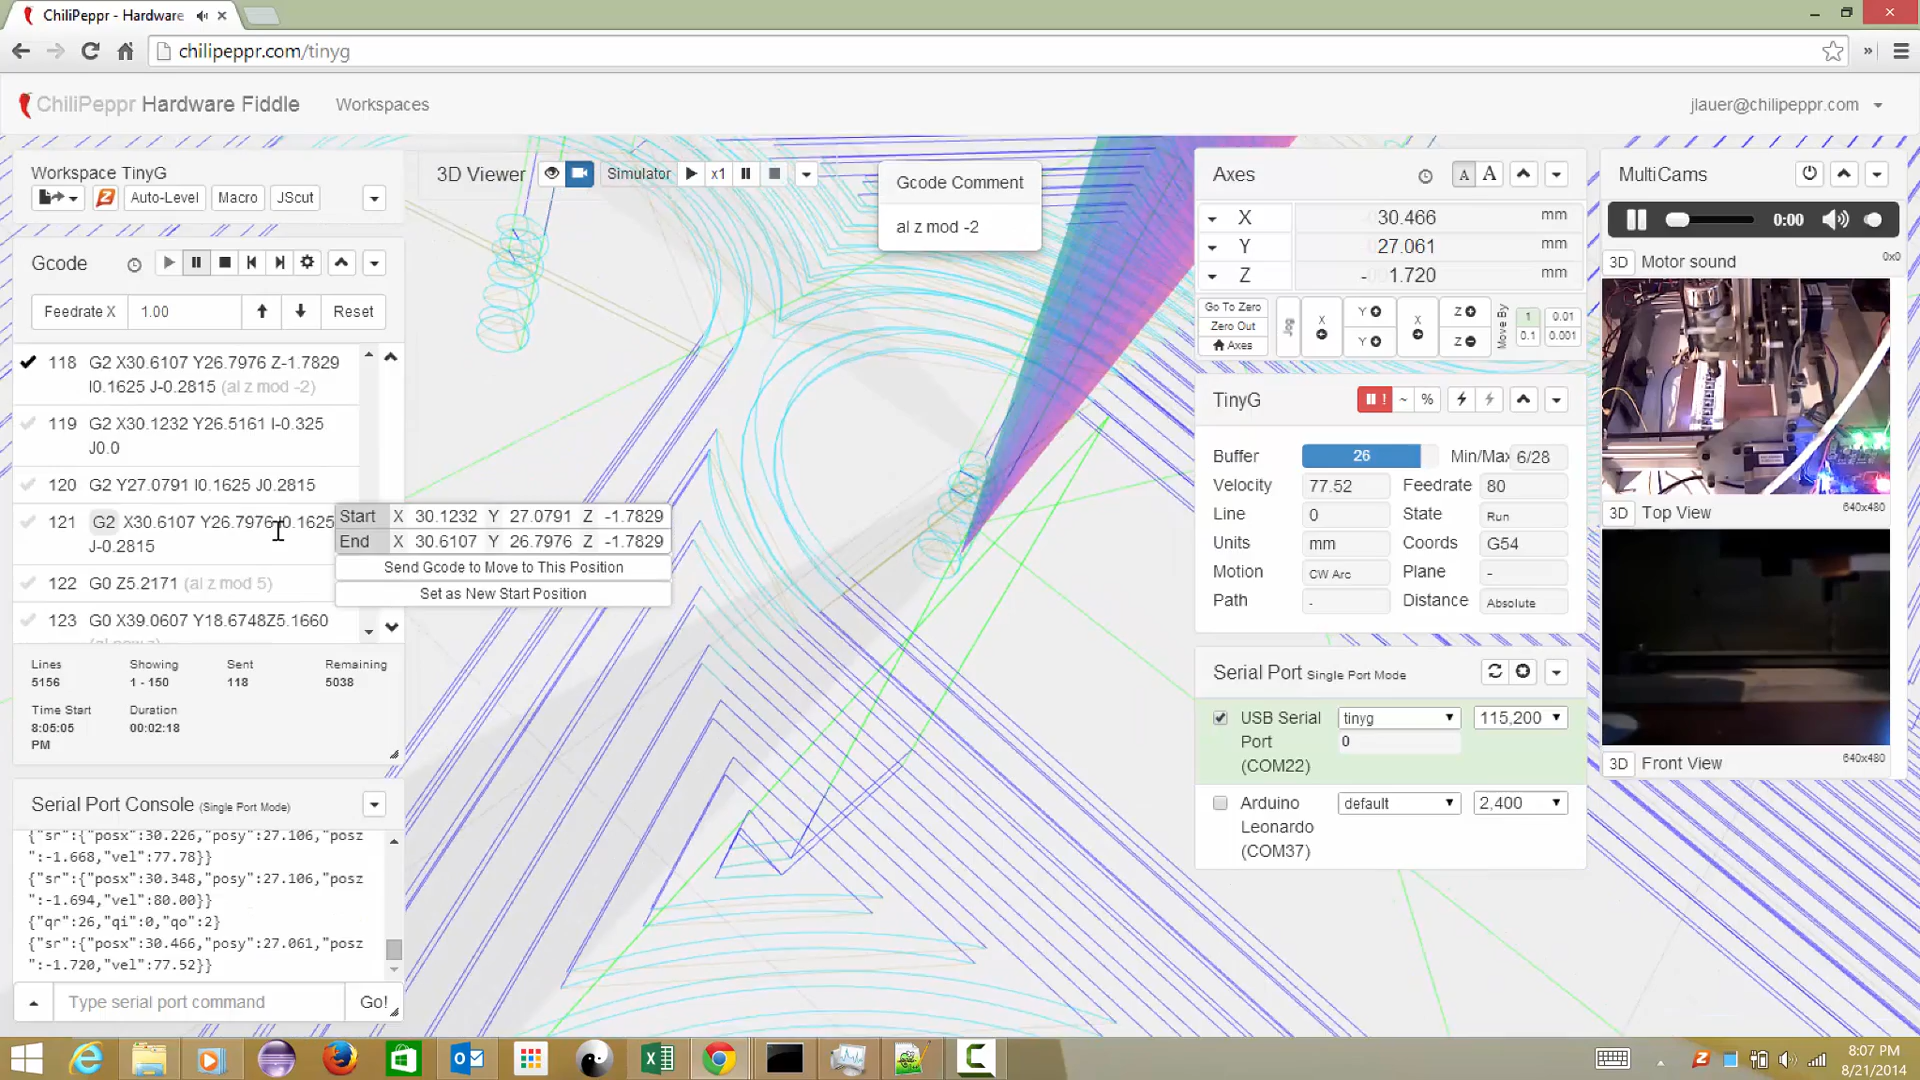 ChiliPeppr - Hardware
chilipeppr.com/tinyg
ChiliPeppr Hardware Fiddle
Workspaces
jlauer@chilipeppr.com
Workspace TinyG
Auto-Level
Macro
JScut
Gcode
Feedrate X
1.00
Reset
118 G2 X30.6107 Y26.7976 Z-1.7829
I0.1625 J-0.2815 (al z mod -2)
119 G2 X30.1232 Y26.5161 I-0.325
J0.0
120 G2 Y27.0791 I0.1625 J0.2815
121 G2 X30.6107 Y26.7976 I0.1625
J-0.2815
122 G0 Z5.2171 (al z mod 5)
123 G0 X39.0607 Y18.6748Z5.1660
Start X 30.1232 Y 27.0791 Z -1.7829
End X 30.6107 Y 26.7976 Z -1.7829
Send Gcode to Move to This Position
Set as New Start Position
Lines Showing Sent Remaining
5156 1 - 150 118 5038
Time Start Duration
8:05:05 00:02:18
PM
Serial Port Console (Single Port Mode)
{"sr":{"posx":30.226,"posy":27.106,"posz
":-1.668,"vel":77.78}}
{"sr":{"posx":30.348,"posy":27.106,"posz
":-1.694,"vel":80.00}}
{"qr":26,"qi":0,"qo":2}
{"sr":{"posx":30.466,"posy":27.061,"posz
":-1.720,"vel":77.52}}
Type serial port command
Go!
3D Viewer
Simulator
x1
Gcode Comment
al z mod -2
Axes
A A
X 30.466 mm
Y 27.061 mm
Z -1.720 mm
Go To Zero
Zero Out
Axes
Jog
X
Y
Y
X
Z
Z
Move By
1 0.01
0.1 0.001
TinyG
! ~ %
Buffer 26 Min/Max 6/28
Velocity 77.52 Feedrate 80
Line 0 State Run
Units mm Coords G54
Motion CW Arc Plane -
Path - Distance Absolute
Serial Port Single Port Mode
USB Serial
Port
(COM22)
tinyg
115,200
0
Arduino
Leonardo
(COM37)
default
2,400
MultiCams
0:00
3D Motor sound 0x0
3D Top View 640x480
3D Front View 640x480
8:07 PM
8/21/2014